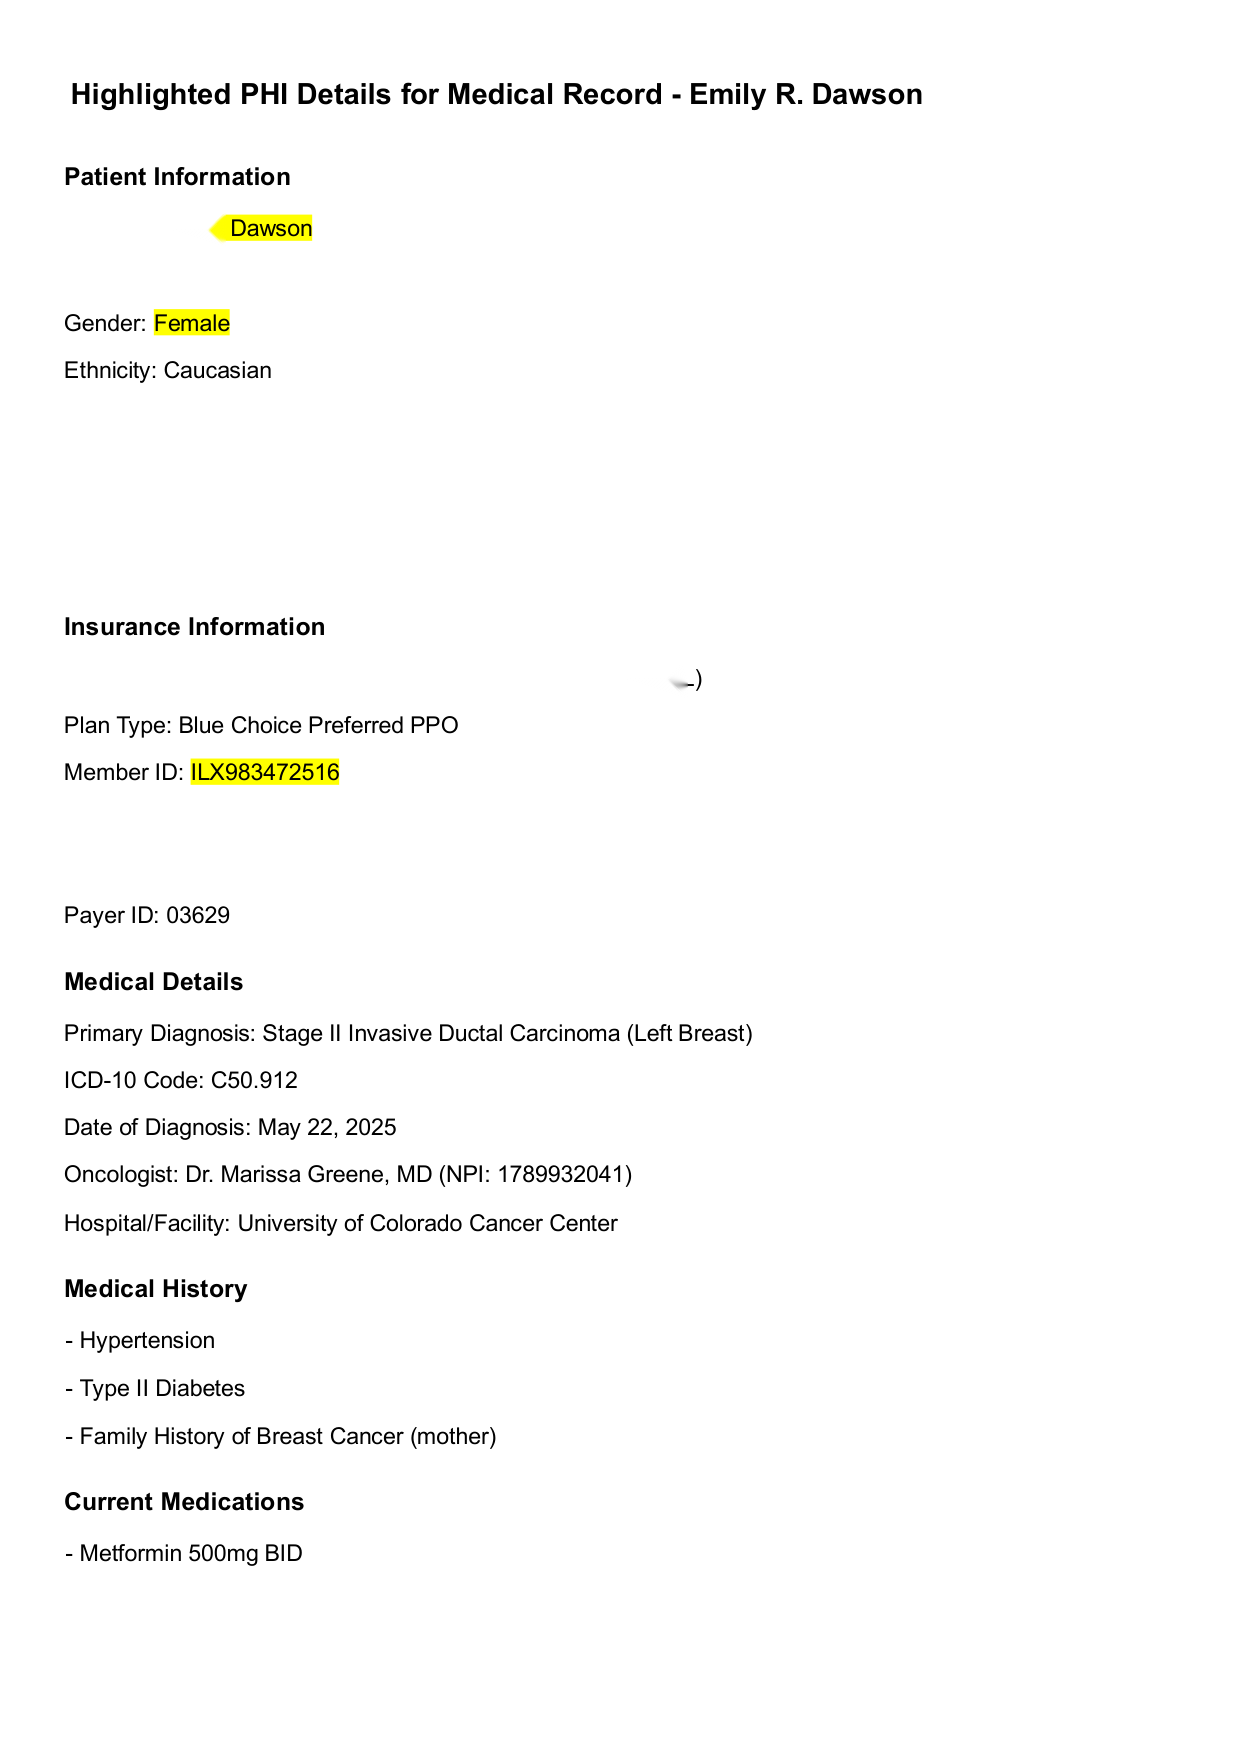 Highlighted PHI Details for Medical Record - Emily R. Dawson
Patient Information
Dawson
Gender: Female
Ethnicity: Caucasian
Insurance Information
)
Plan Type: Blue Choice Preferred PPO
Member ID: ILX983472516
Payer ID: 03629
Medical Details
Primary Diagnosis: Stage II Invasive Ductal Carcinoma (Left Breast)
ICD-10 Code: C50.912
Date of Diagnosis: May 22, 2025
Oncologist: Dr. Marissa Greene, MD (NPI: 1789932041)
Hospital/Facility: University of Colorado Cancer Center
Medical History
- Hypertension
- Type II Diabetes
- Family History of Breast Cancer (mother)
Current Medications
- Metformin 500mg BID